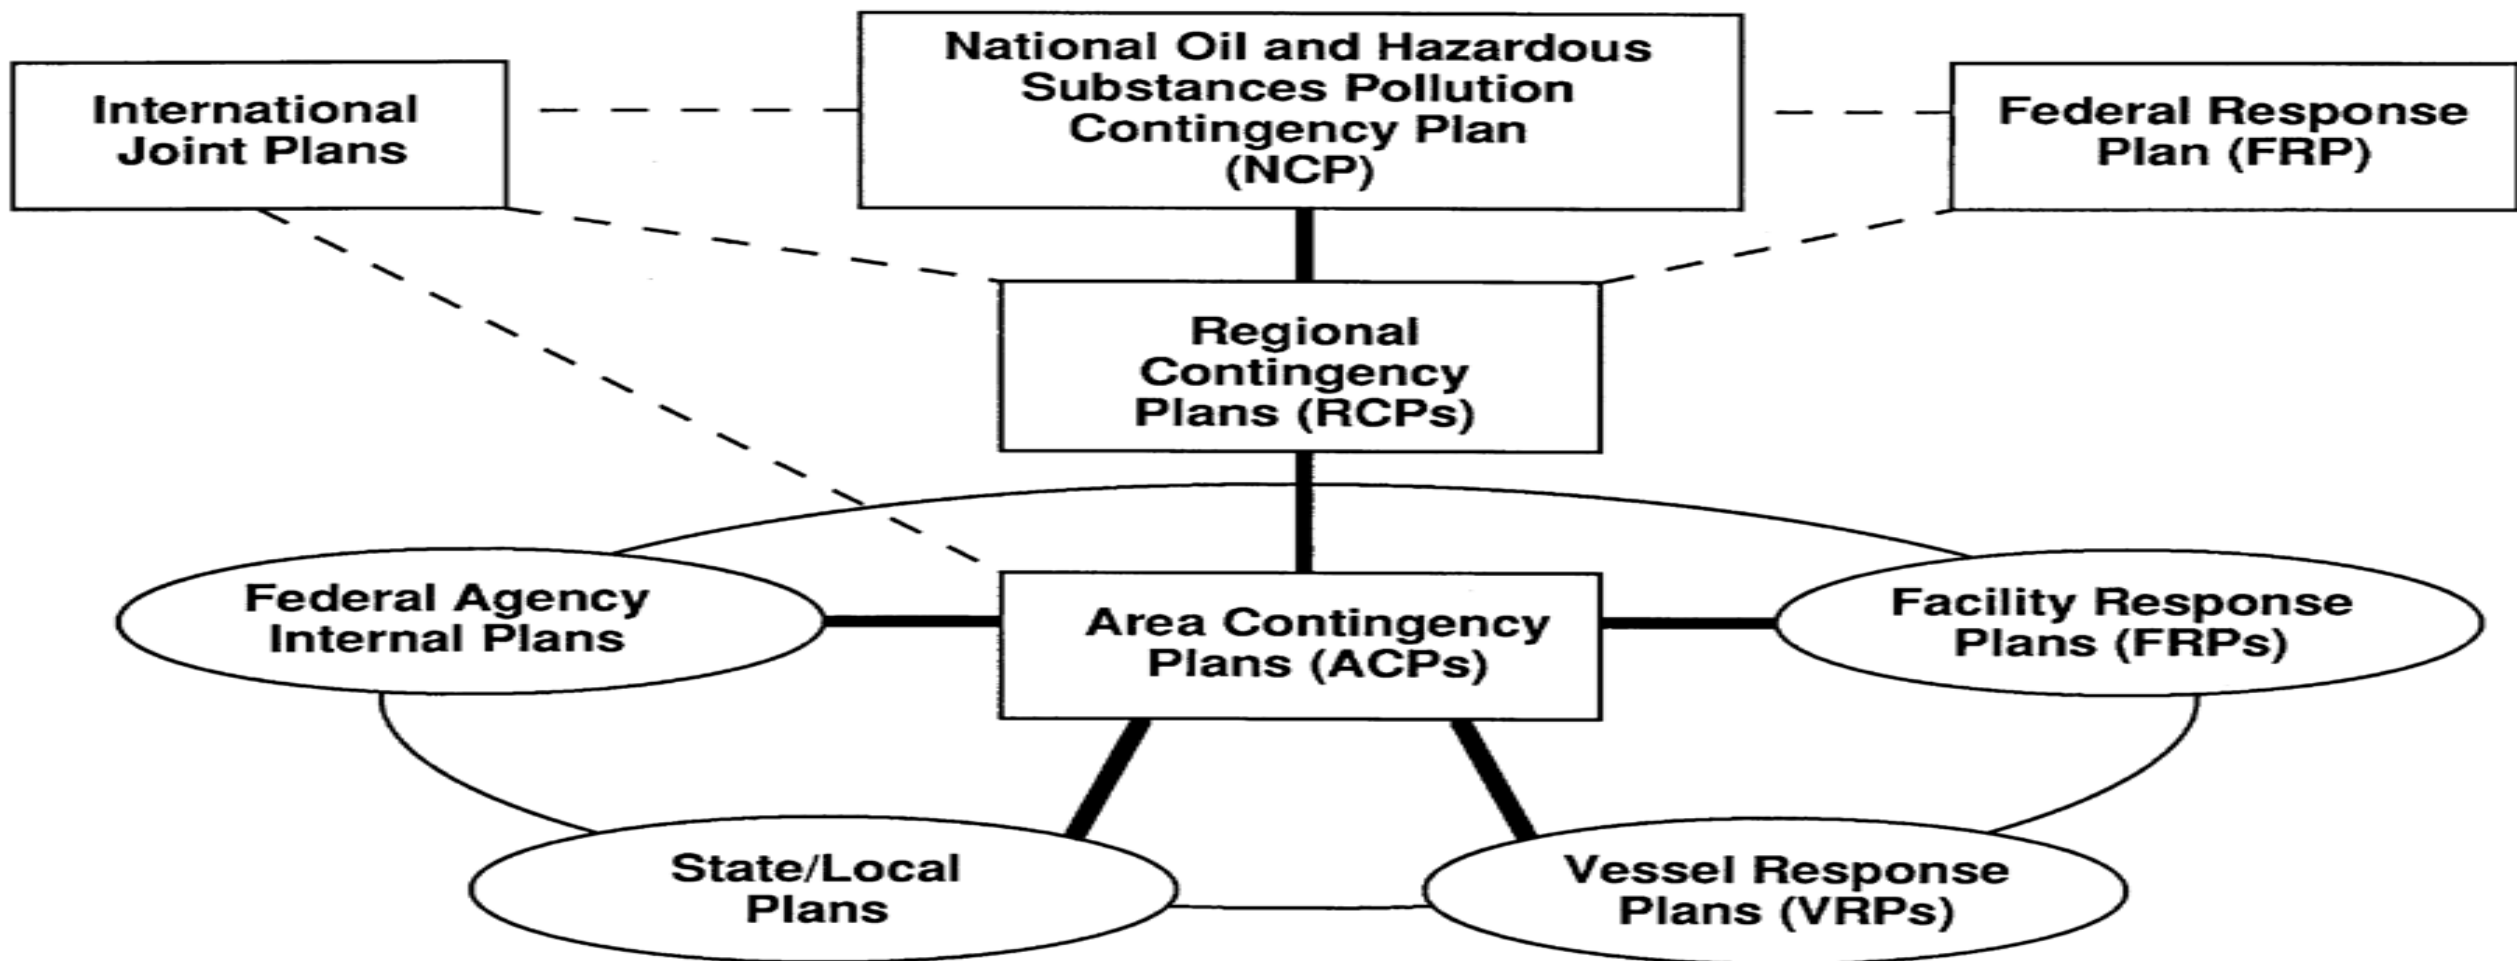 International
Joint Plans
National Oil and Hazardous
Substances Pollution
Contingency Plan
(NCP)
Federal Response
Plan (FRP)
Regional
Contingency
Plans (RCPs)
Federal Agency
Internal Plans
Area Contingency
Plans (ACPs)
Facility Response
Plans (FRPs)
State/Local
Plans
Vessel Response
Plans (VRPs)